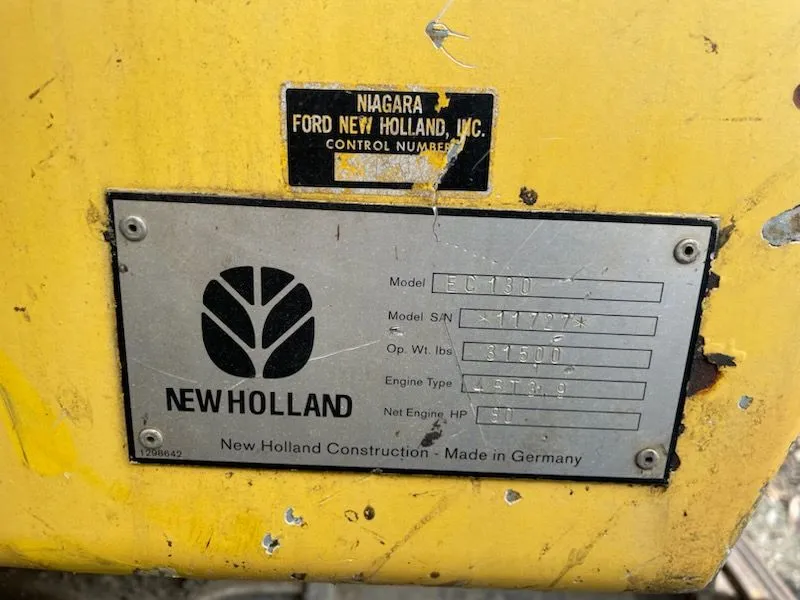 NIAGARA
FORD NEW HOLLAND, INC.
CONTROL NUMBER
Model EC130
Model S/N *11727*
Op. Wt. lbs 31500
Engine Type 4BT3.9
Net Engine HP
NEW HOLLAND
New Holland Construction - Made in Germany
1298642